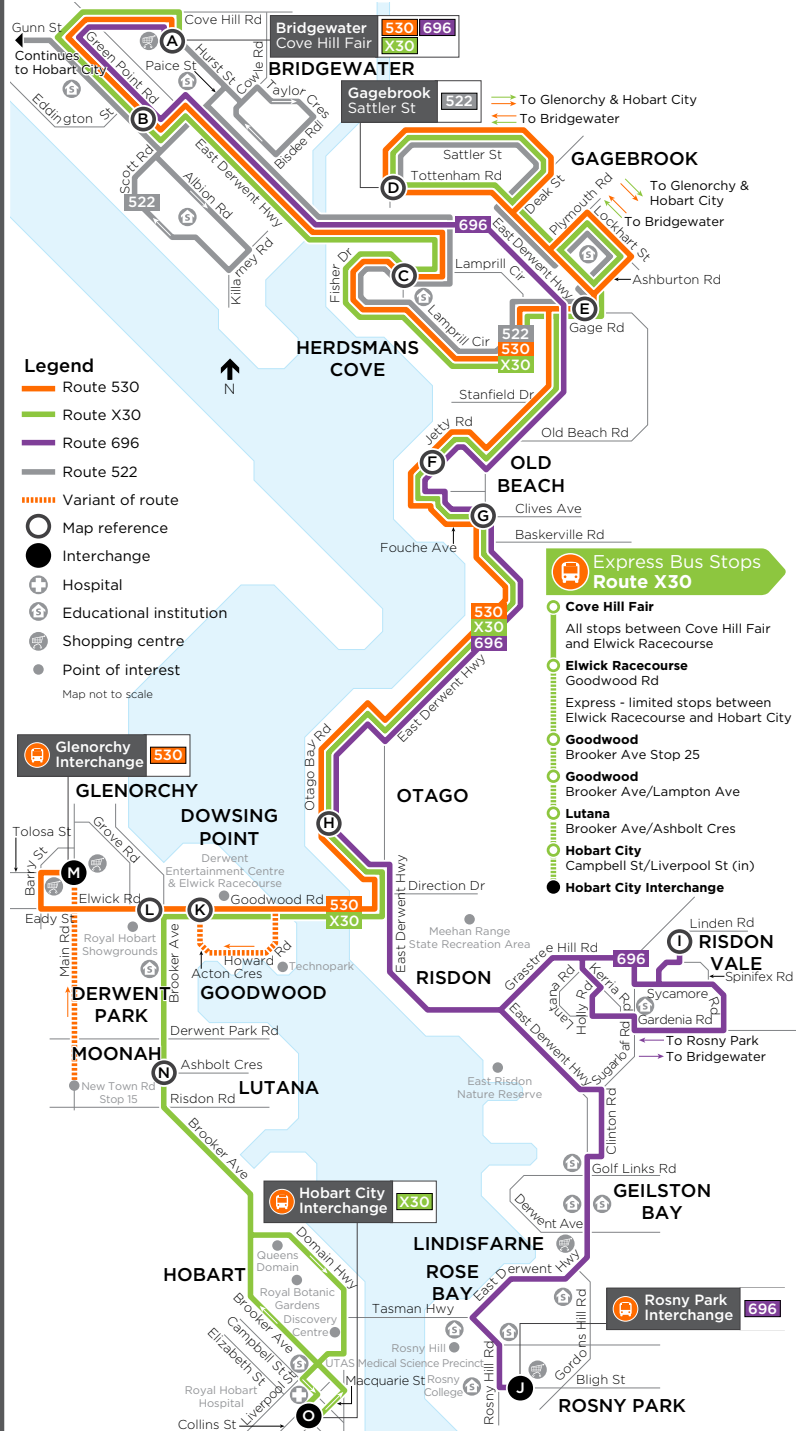 Gunn St
Cove Hill Rd
A
Bridgewater
Cove Hill Fair
530 696
X30
Continues
to Hobart City
Green Point Rd
Paice St
Hurst St
Cowle Rd
BRIDGEWATER
Taylor Cres
Bisdee Rd
Eddington St
B
Gagebrook
Sattler St
522
To Glenorchy & Hobart City
To Bridgewater
Scott Rd
522
Albion Rd
East Derwent Hwy
Killarney Rd
Sattler St
Tottenham Rd
D
GAGEBROOK
Deak St
Plymouth Rd
Lockhart St
To Glenorchy &
Hobart City
To Bridgewater
696
East Derwent Hwy
Ashburton Rd
Fisher Dr
C
Lamprill Cir
Lamprill Cir
E
Gage Rd
522
530
X30
HERDSMANS
COVE
N
Stanfield Dr
Jetty Rd
Old Beach Rd
F
OLD
BEACH
G
Clives Ave
Baskerville Rd
Fouche Ave
Legend
Route 530
Route X30
Route 696
Route 522
Variant of route
Map reference
Interchange
Hospital
Educational institution
Shopping centre
Point of interest
Map not to scale
Express Bus Stops
Route X30
Cove Hill Fair
All stops between Cove Hill Fair
and Elwick Racecourse
Elwick Racecourse
Goodwood Rd
Express - limited stops between
Elwick Racecourse and Hobart City
Goodwood
Brooker Ave Stop 25
Goodwood
Brooker Ave/Lampton Ave
Lutana
Brooker Ave/Ashbolt Cres
Hobart City
Campbell St/Liverpool St (in)
Hobart City Interchange
530
X30
696
East Derwent Hwy
Otago Bay Rd
H
OTAGO
Glenorchy
Interchange
530
GLENORCHY
DOWSING
POINT
Tolosa St
Grove Rd
Barry St
M
Derwent
Entertainment Centre
& Elwick Racecourse
Elwick Rd
L
K
Goodwood Rd
530
X30
Eady St
Main Rd
Royal Hobart
Showgrounds
Brooker Ave
Acton Cres
Howard Rd
Technopark
GOODWOOD
DERWENT
PARK
Derwent Park Rd
MOONAH
N
Ashbolt Cres
LUTANA
New Town Rd
Stop 15
Risdon Rd
East Derwent Hwy
Direction Dr
Meehan Range
State Recreation Area
RISDON
Grasstree Hill Rd
696
I
Linden Rd
RISDON
VALE
Spinifex Rd
Lantana Rd
Holly Rd
Kerria Rd
Sycamore Rd
Gardenia Rd
Sugarloaf Rd
To Rosny Park
To Bridgewater
East Derwent Hwy
East Risdon
Nature Reserve
Clinton Rd
Golf Links Rd
GEILSTON
BAY
Derwent Ave
LINDISFARNE
ROSE
BAY
East Derwent Hwy
Brooker Ave
Hobart City
Interchange
X30
Queens
Domain
Domain Hwy
HOBART
Royal Botanic
Gardens
Discovery
Centre
Tasman Hwy
Brooker Ave
Campbell St
Elizabeth St
Liverpool St
UTAS Medical Science Precinct
Royal Hobart
Hospital
Macquarie St
Collins St
O
Rosny Hill
Rosny
College
Rosny Hill Rd
Gordons Hill Rd
Rosny Park
Interchange
696
J
Bligh St
ROSNY PARK